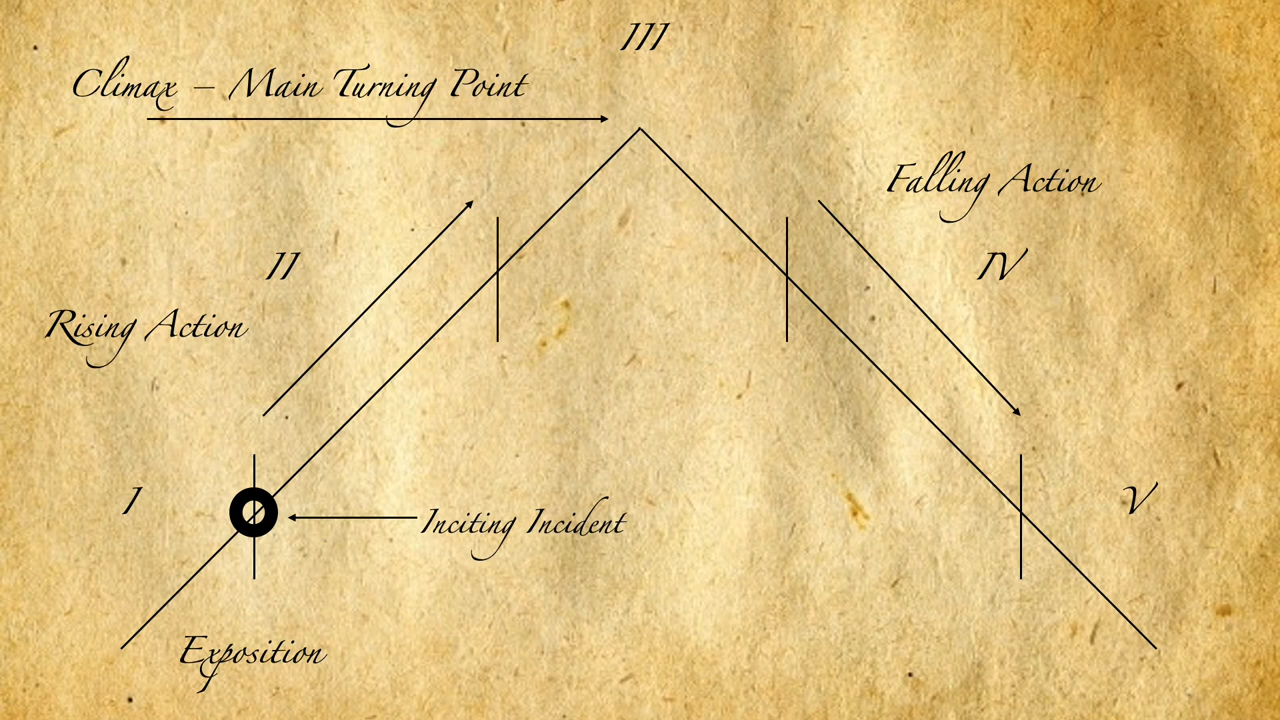 III
Climax – Main Turning Point
Falling Action
II
IV
Rising Action
I
V
Inciting Incident
Exposition